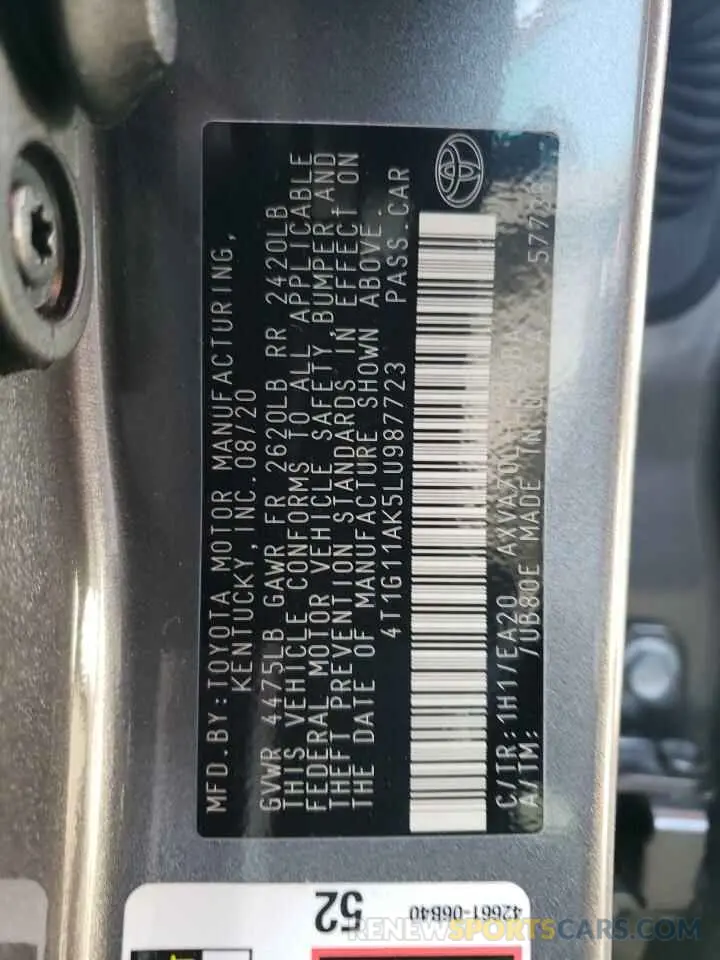 MFD.BY:TOYOTA MOTOR MANUFACTURING,
KENTUCKY,INC.08/20
GVWR 4475LB GAWR FR 2620LB RR 2420LB
THIS VEHICLE CONFORMS TO ALL APPLICABLE
FEDERAL MOTOR VEHICLE SAFETY,BUMPER,AND
THEFT PREVENTION STANDARDS IN EFFECT ON
THE DATE OF MANUFACTURE SHOWN ABOVE.
4T1G11AK5LU987723 PASS.CAR
C/TR:1H1/EA20
A/TM: /UB80E MADE IN
52
42661-06B40
RENEWSPORTSCARS.COM